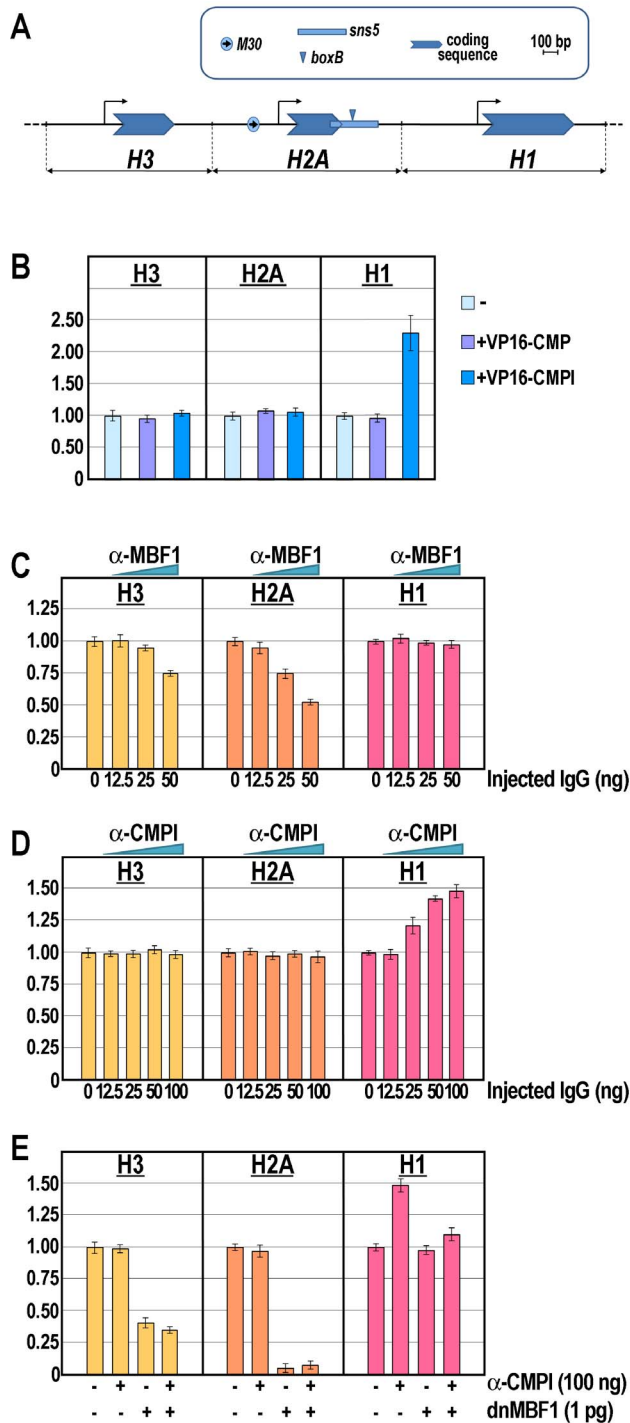 A
M30
sns5
boxB
coding
sequence
100 bp
H3 H2A H1
B
H3 H2A H1
2.50
2.00
1.50
1.00
0.50
0
-
+VP16-CMP
+VP16-CMPI
C
α-MBF1 α-MBF1 α-MBF1
H3 H2A H1
1.25
1.00
0.75
0.50
0.25
0
0 12.5 25 50 0 12.5 25 50 0 12.5 25 50 Injected IgG (ng)
D
α-CMPI α-CMPI α-CMPI
H3 H2A H1
1.50
1.25
1.00
0.75
0.50
0.25
0
0 12.5 25 50 100 0 12.5 25 50 100 0 12.5 25 50 100 Injected IgG (ng)
E
H3 H2A H1
1.50
1.00
0.75
0.50
0.25
0
- + - + - + - + - + - + α-CMPI (100 ng)
- - + + - - + + - - + + dnMBF1 (1 pg)